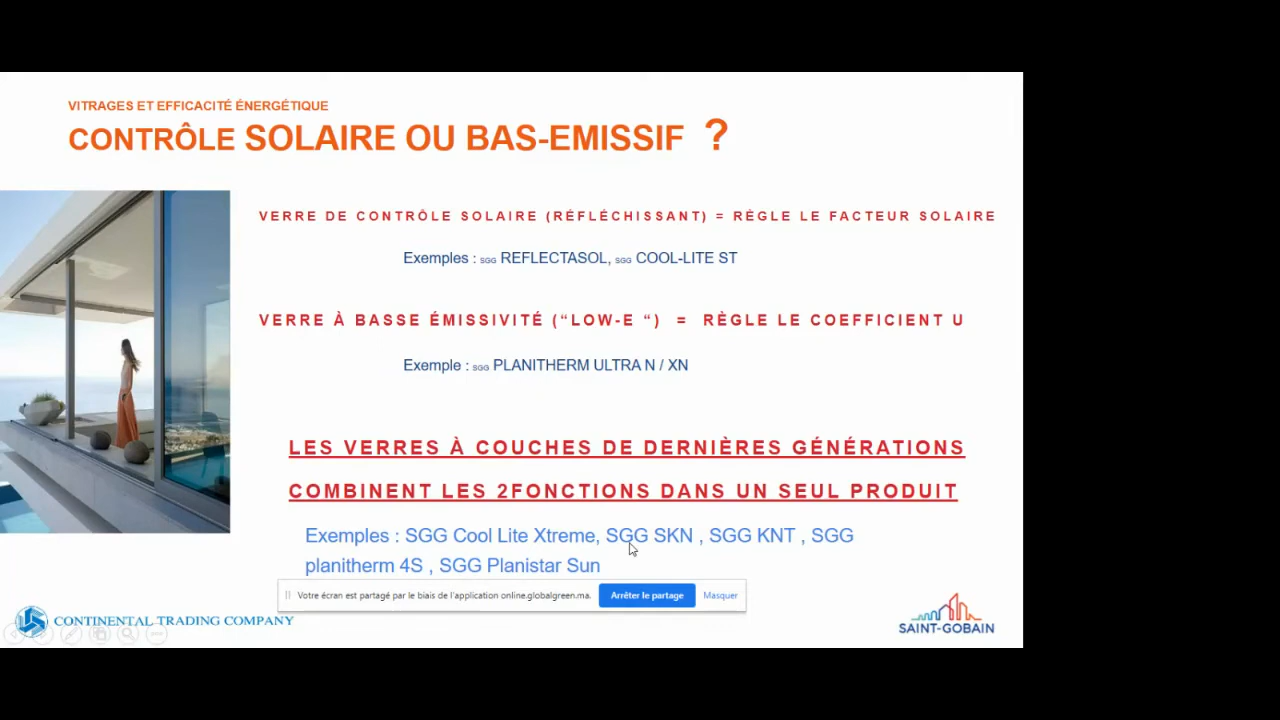 VITRAGES ET EFFICACITÉ ÉNERGÉTIQUE
CONTRÔLE SOLAIRE OU BAS-EMISSIF ?
VERRE DE CONTRÔLE SOLAIRE (RÉFLÉCHISSANT) = RÈGLE LE FACTEUR SOLAIRE
Exemples : SGG REFLECTASOL, SGG COOL-LITE ST
VERRE À BASSE ÉMISSIVITÉ (“LOW-E “) = RÈGLE LE COEFFICIENT U
Exemple : SGG PLANITHERM ULTRA N / XN
LES VERRES À COUCHES DE DERNIÈRES GÉNÉRATIONS
COMBINENT LES 2FONCTIONS DANS UN SEUL PRODUIT
Exemples : SGG Cool Lite Xtreme, SGG SKN , SGG KNT , SGG
planitherm 4S , SGG Planistar Sun
Votre écran est partagé par le biais de l'application online.globalgreen.ma. Arrêter le partage Masquer
CONTINENTAL TRADING COMPANY
SAINT-GOBAIN